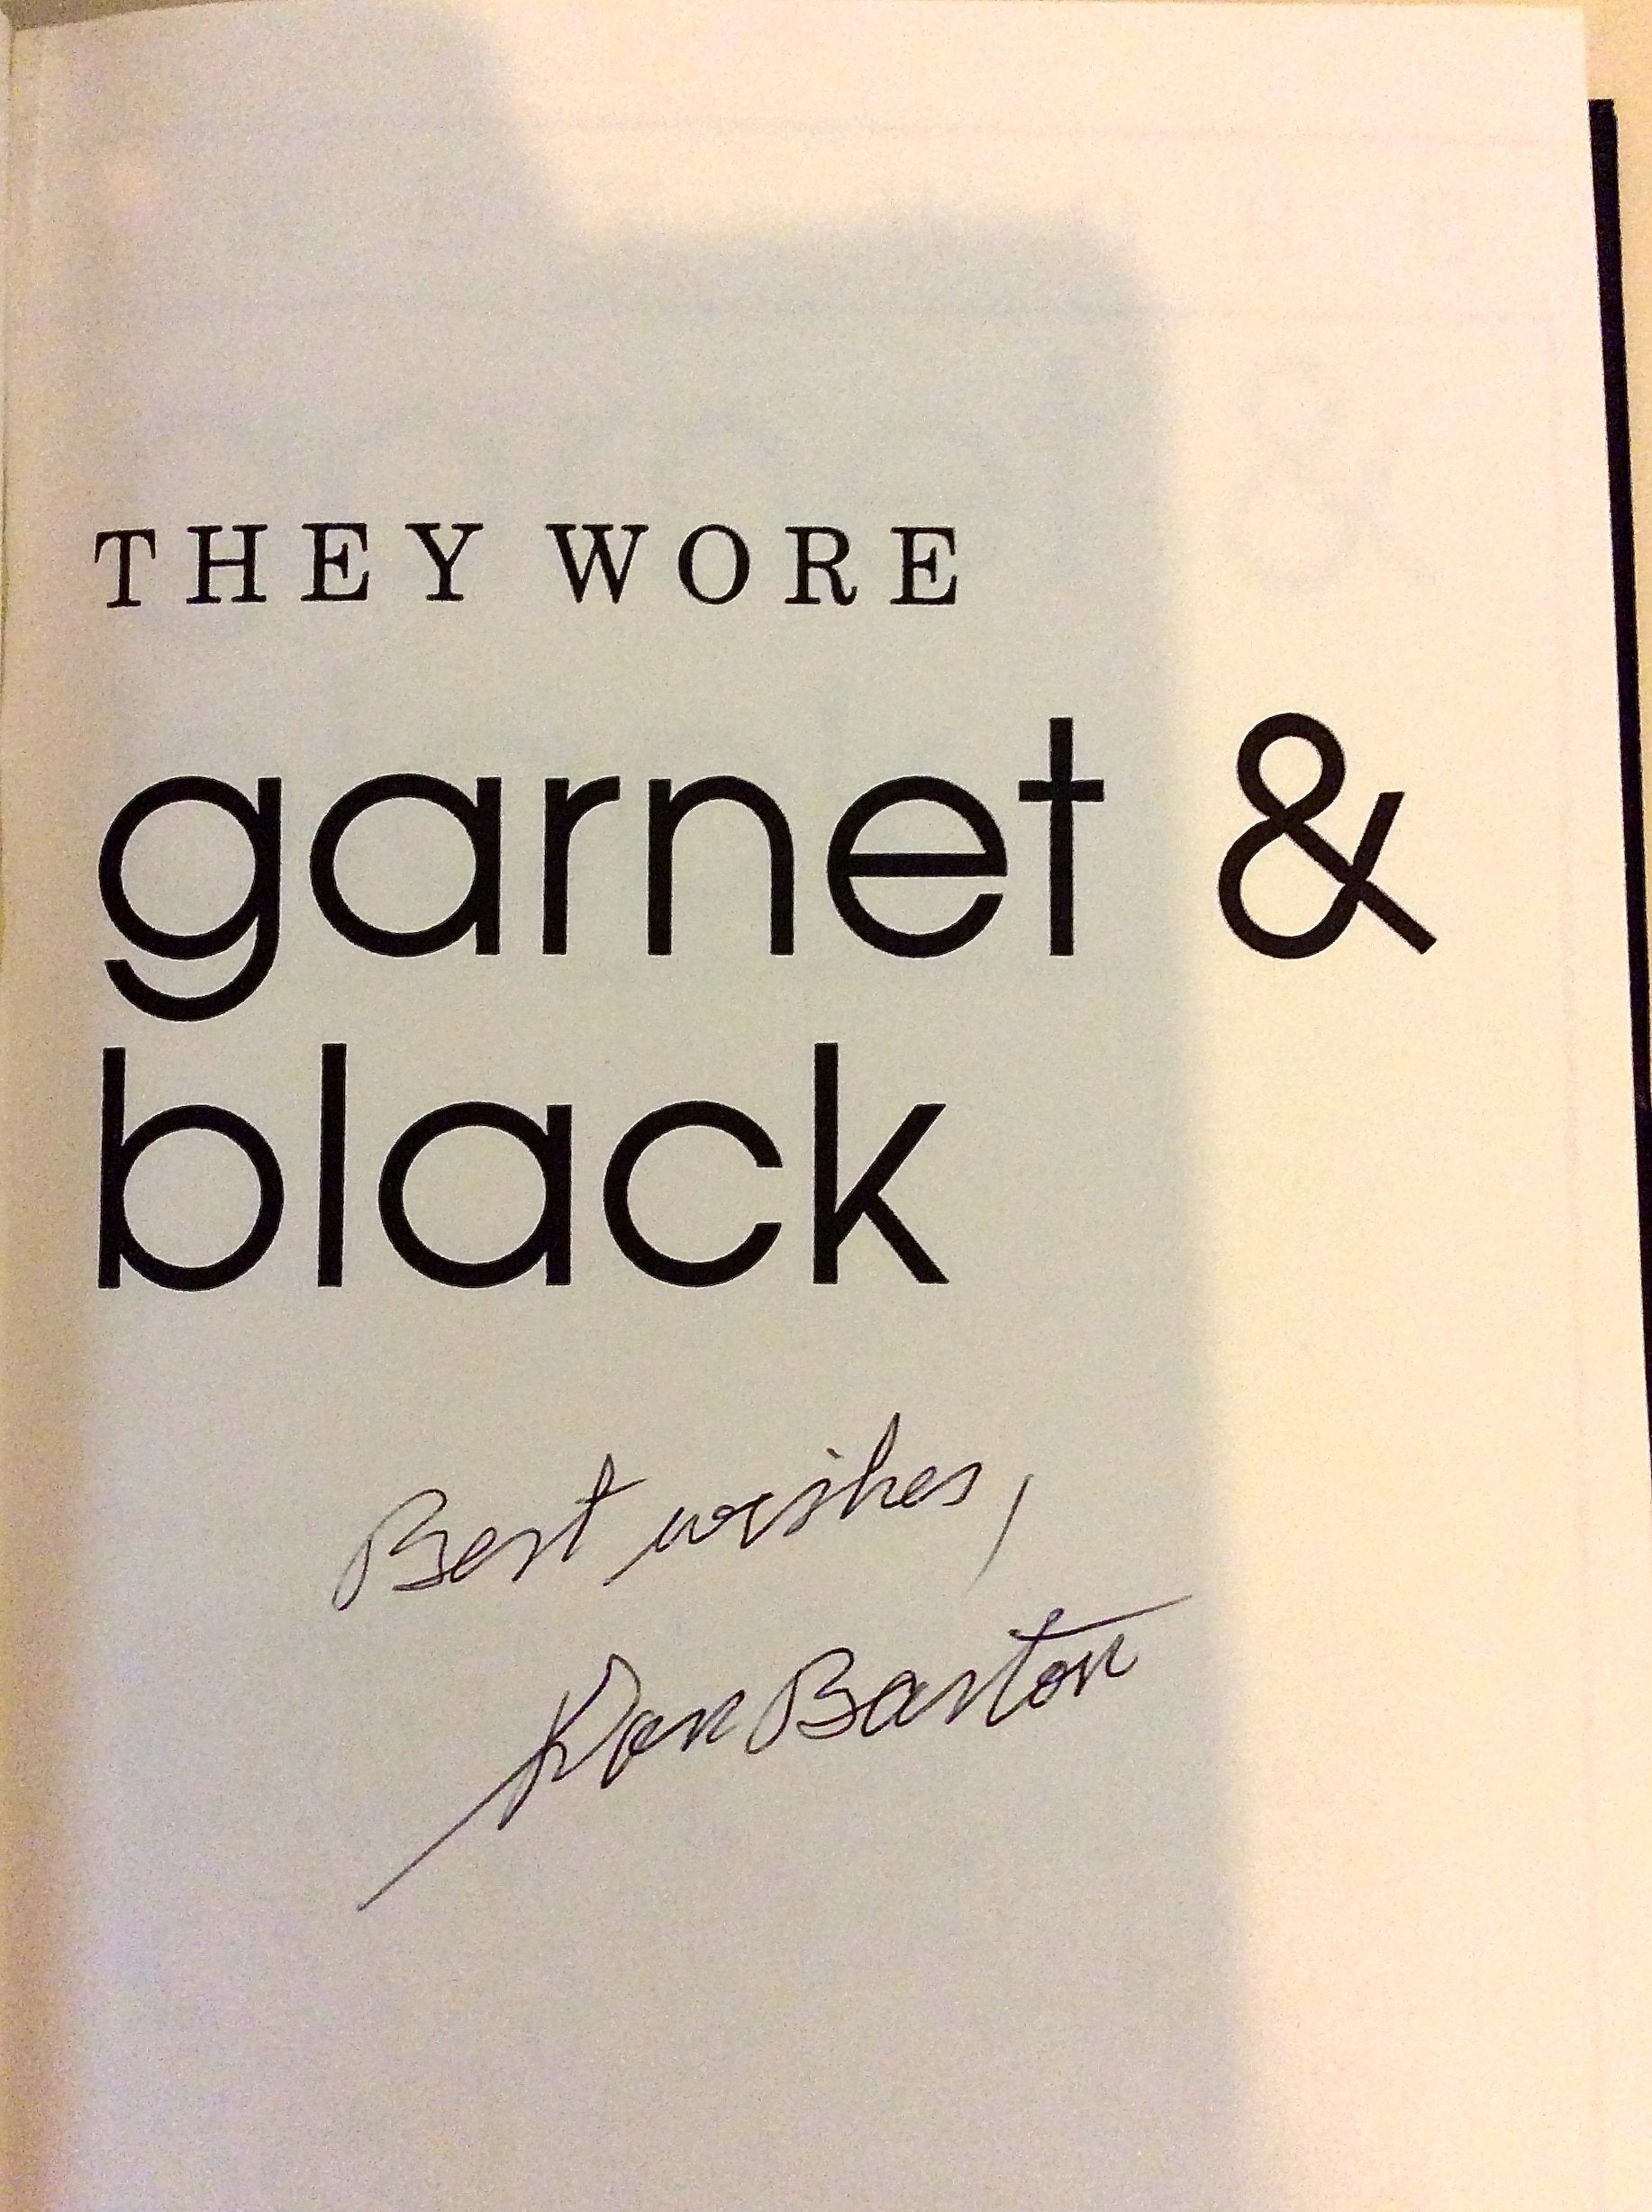 THEY WORE
garnet &
black
Best wishes,
Don Barton